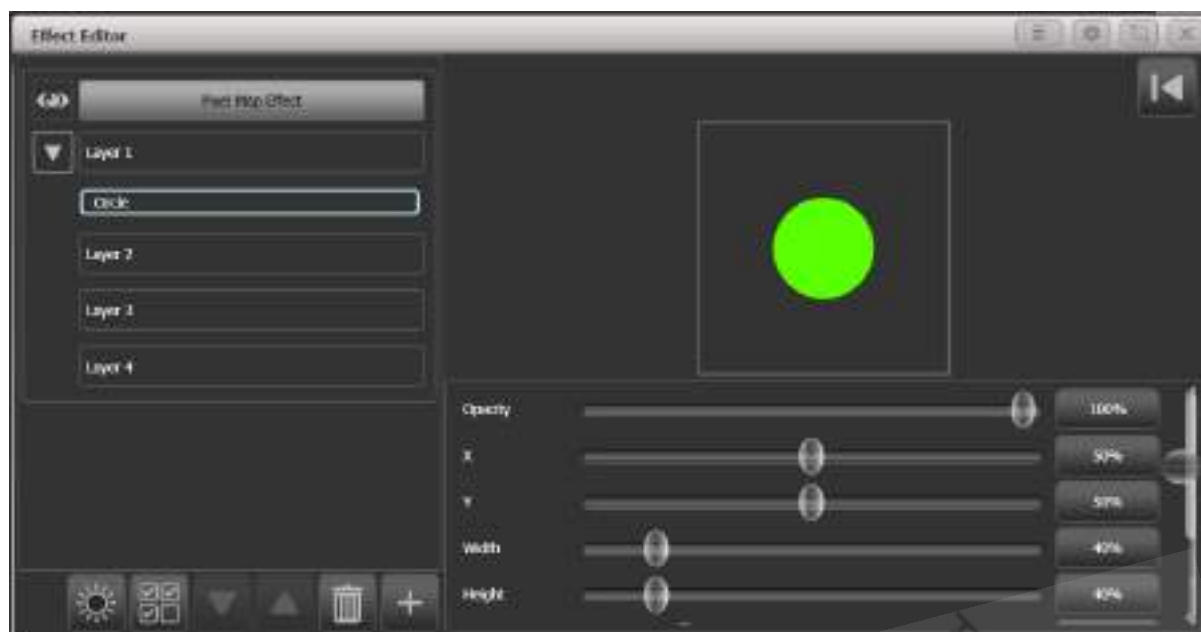 Effect Editor
Pixel Map Effect
Layer 1
Circle
Layer 2
Layer 3
Layer 4
Opacity 100%
X 50%
Y 50%
Width 40%
Height 40%